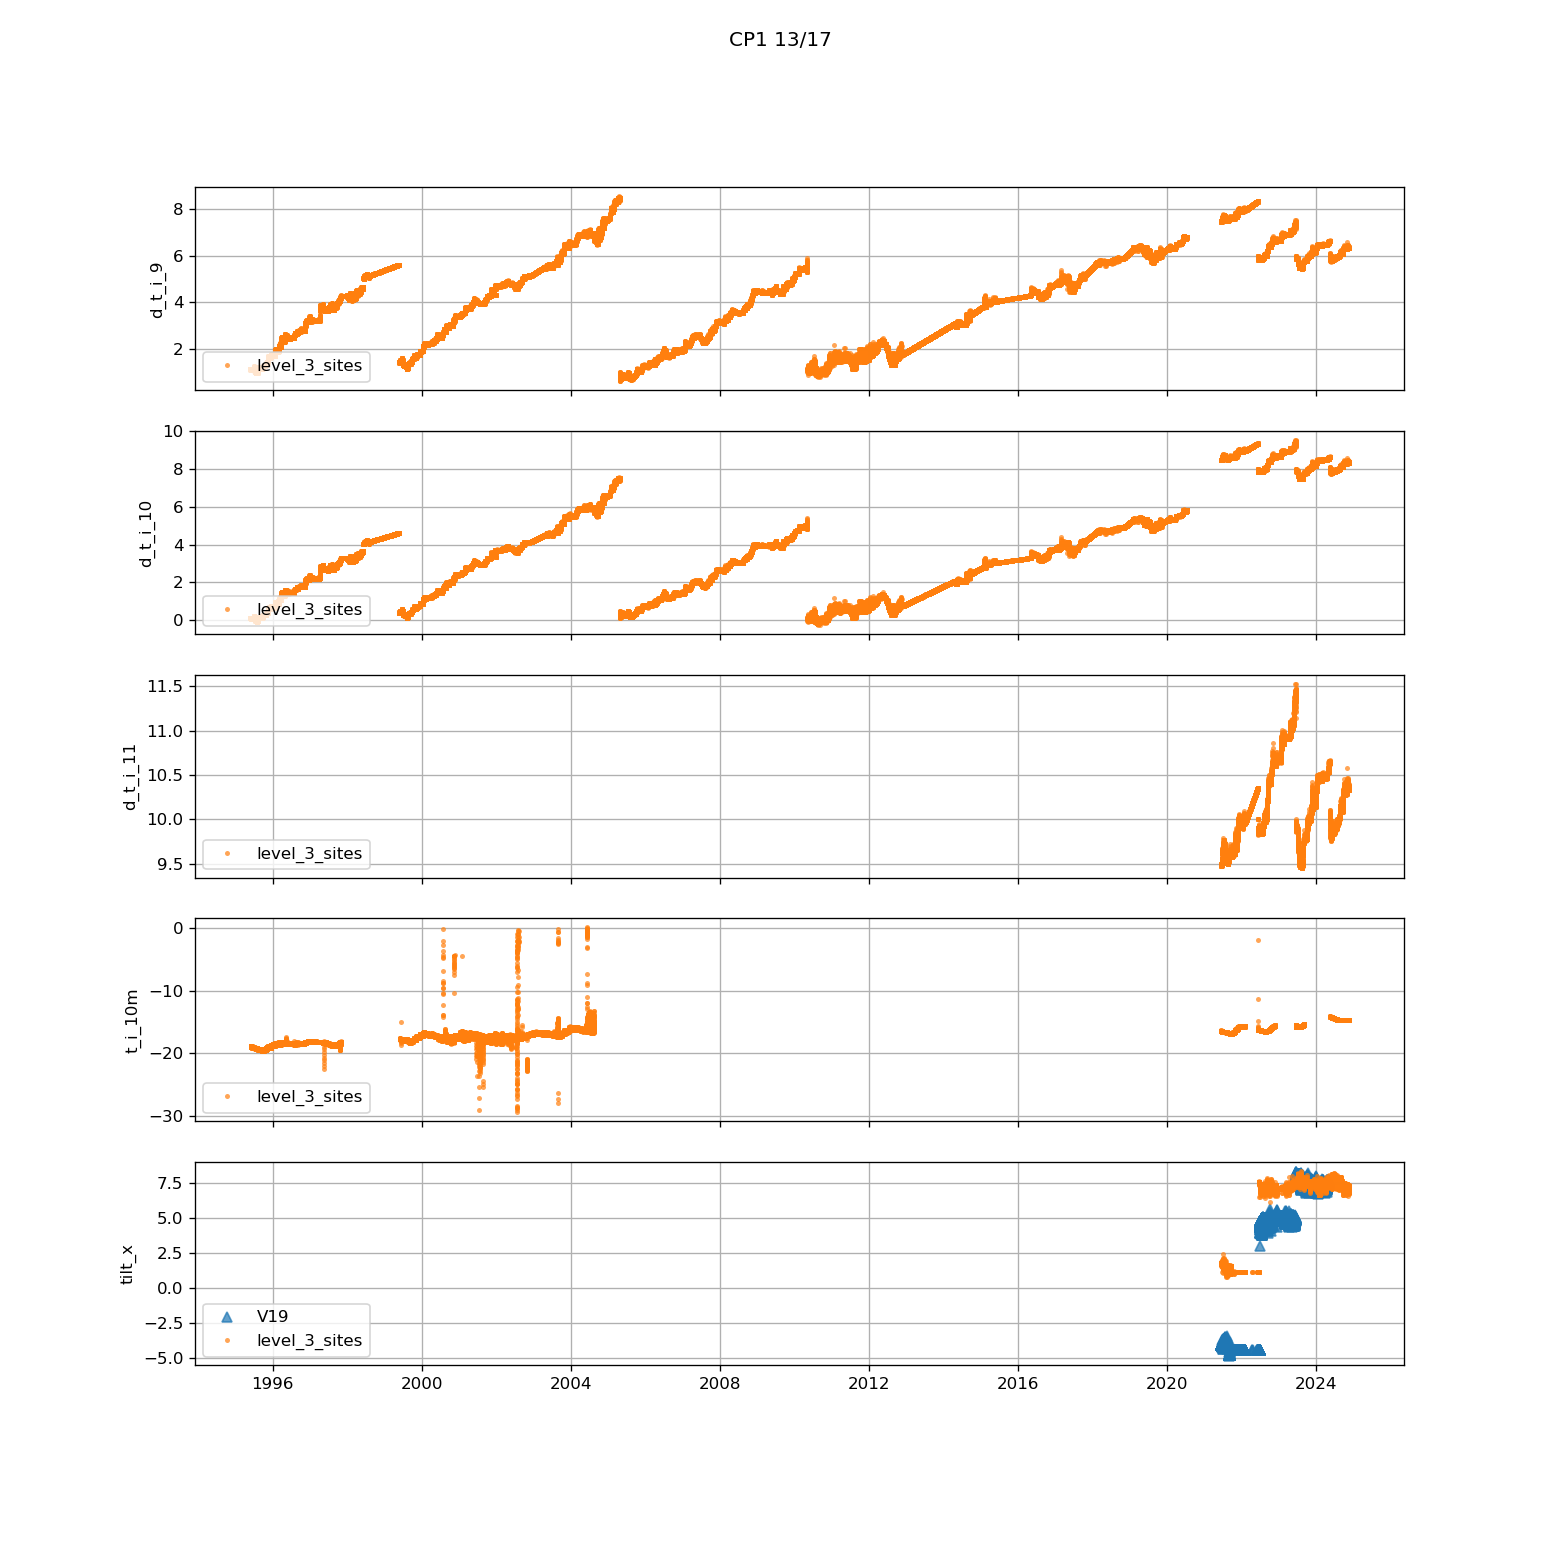 CP1 13/17
8
6
4
2
d_t_i_9
level_3_sites
10
8
6
4
2
0
d_t_i_10
level_3_sites
11.5
11.0
10.5
10.0
9.5
d_t_i_11
level_3_sites
0
−10
−20
−30
t_i_10m
level_3_sites
7.5
5.0
2.5
0.0
−2.5
−5.0
tilt_x
V19
level_3_sites
1996 2000 2004 2008 2012 2016 2020 2024